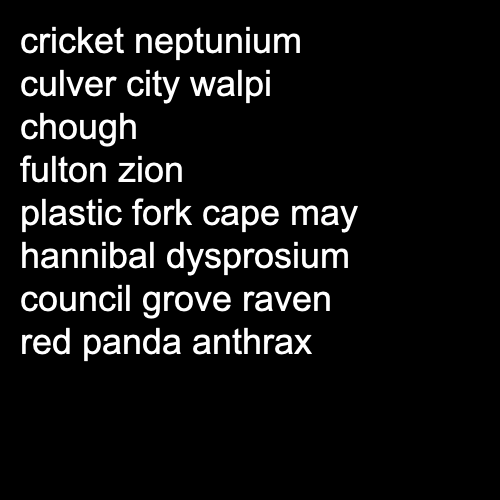 cricket neptunium
culver city walpi
chough
fulton zion
plastic fork cape may
hannibal dysprosium
council grove raven
red panda anthrax